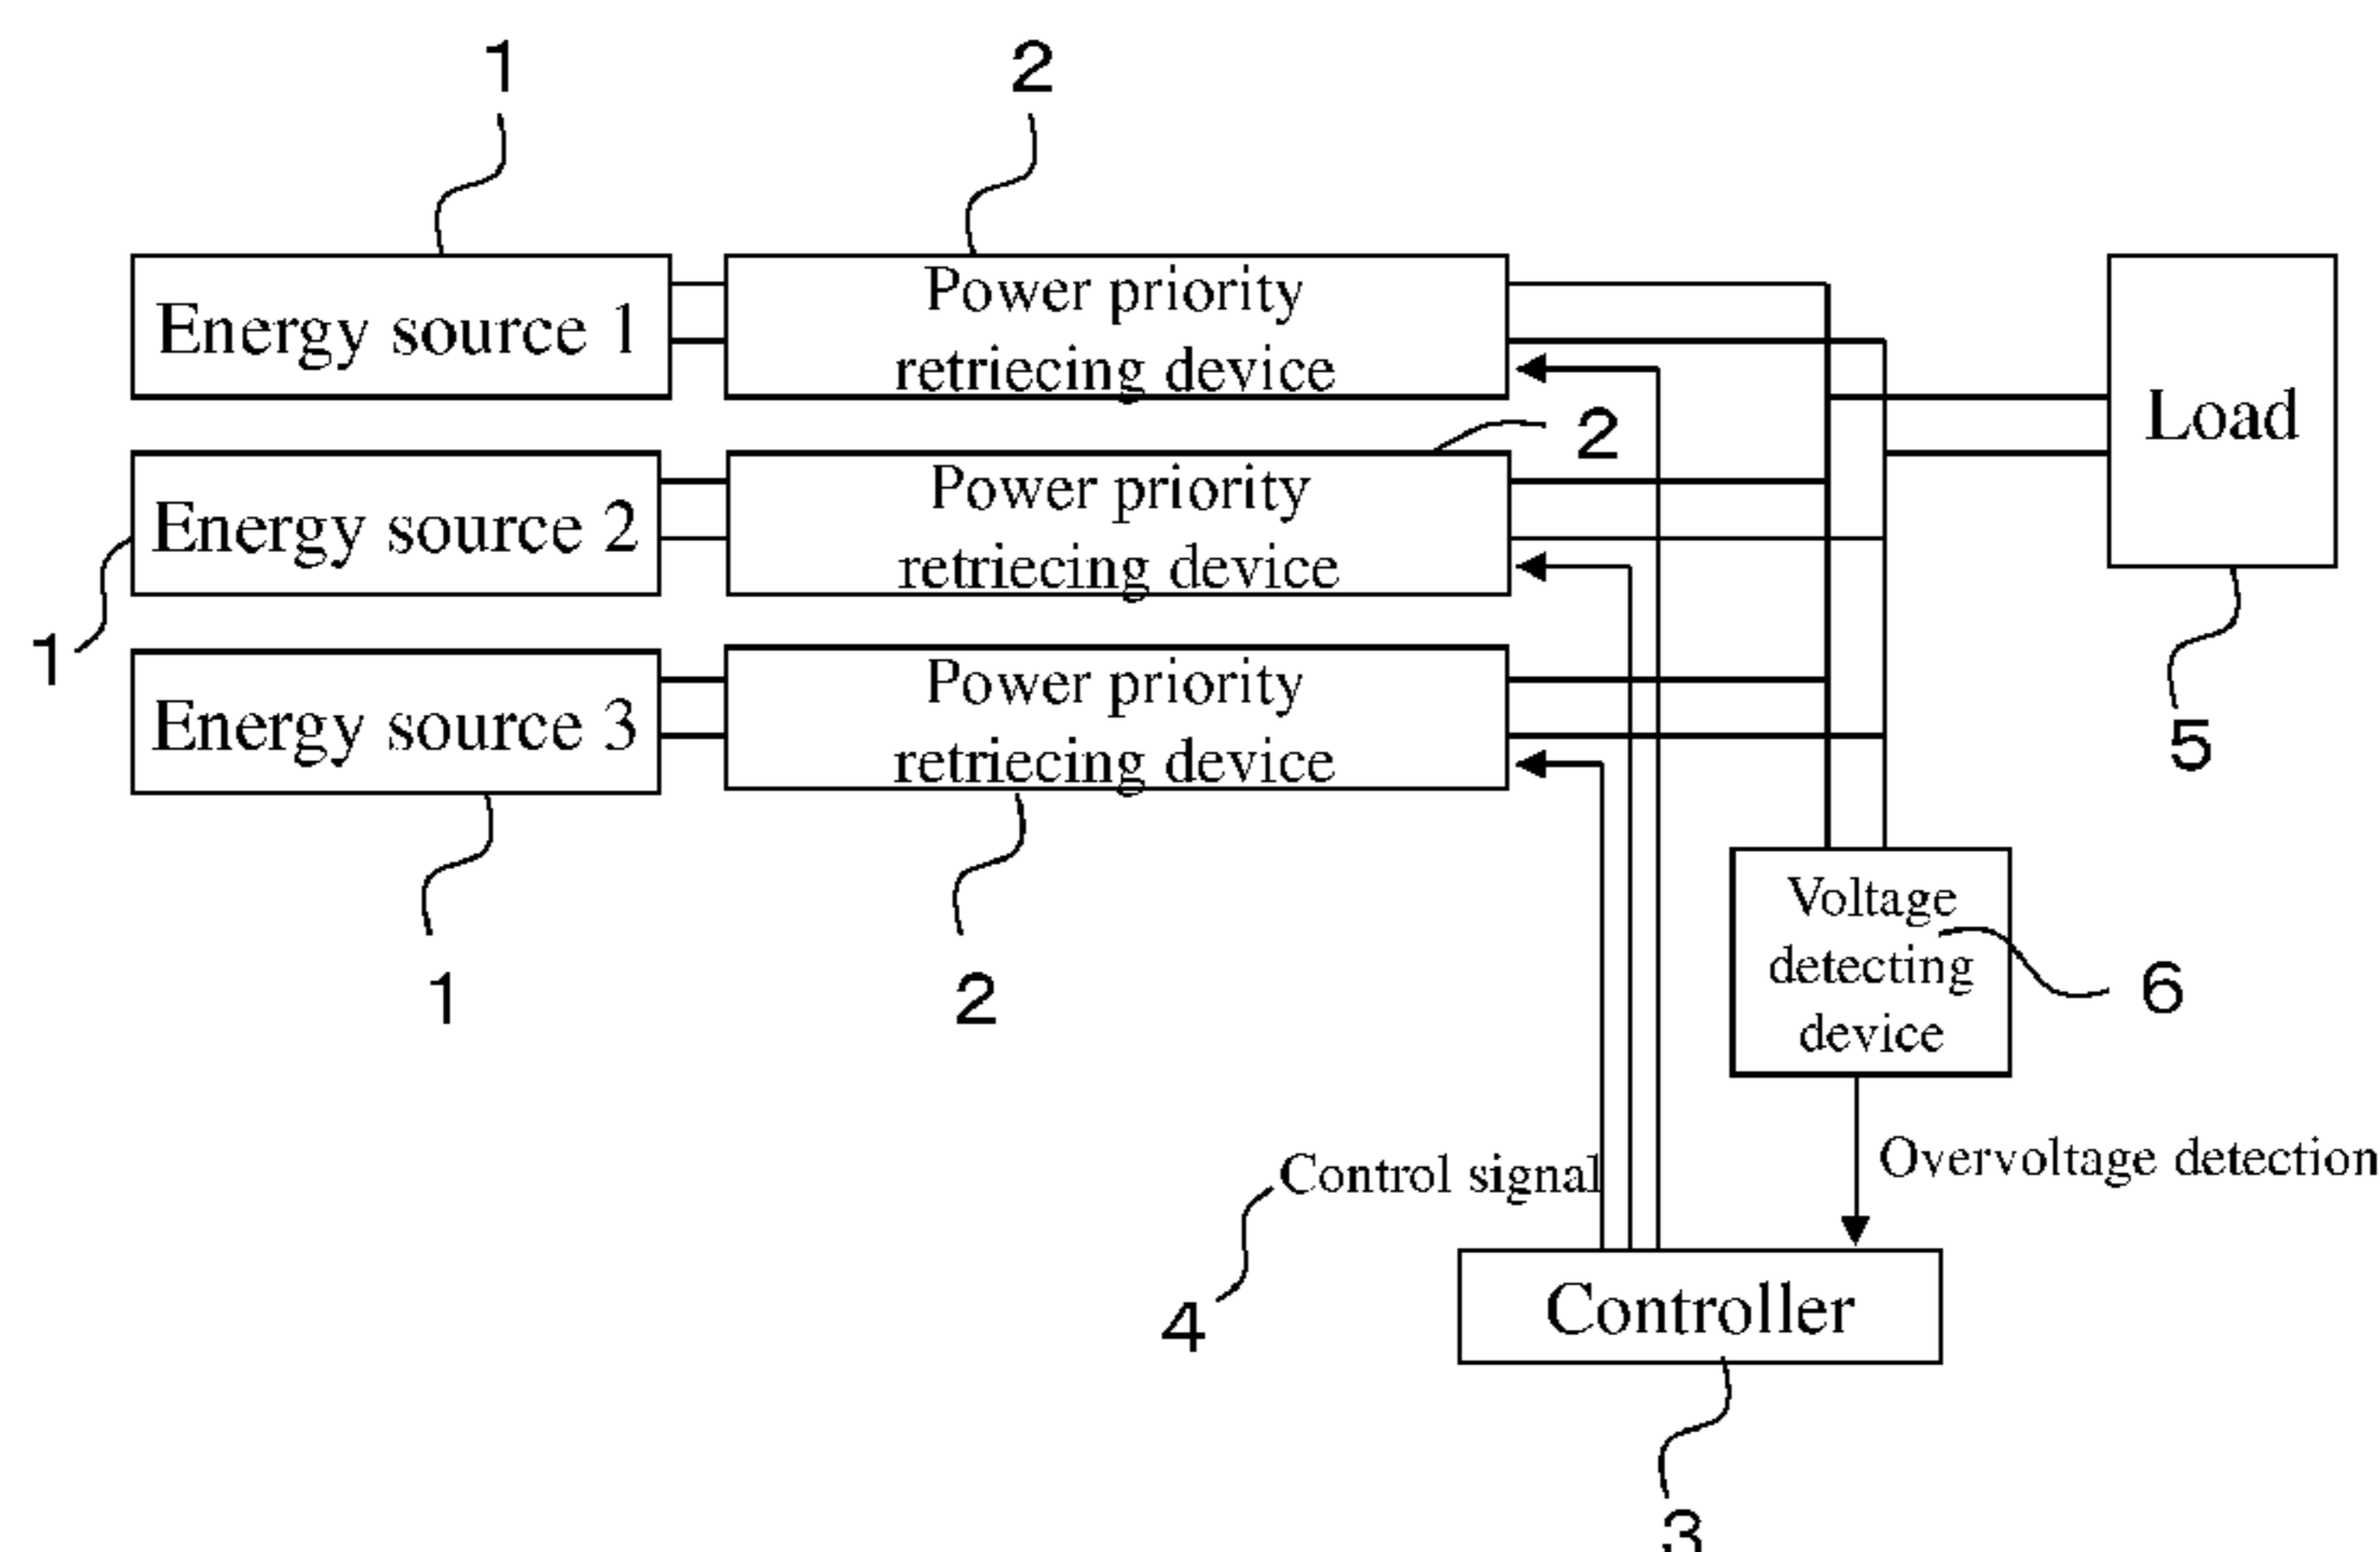 1
2
Energy source 1
Power priority
retriecing device
Load
2
Energy source 2
Power priority
retriecing device
1
Energy source 3
Power priority
retriecing device
5
1
2
Voltage
detecting
device
6
Control signal
Overvoltage detection
4
Controller
3